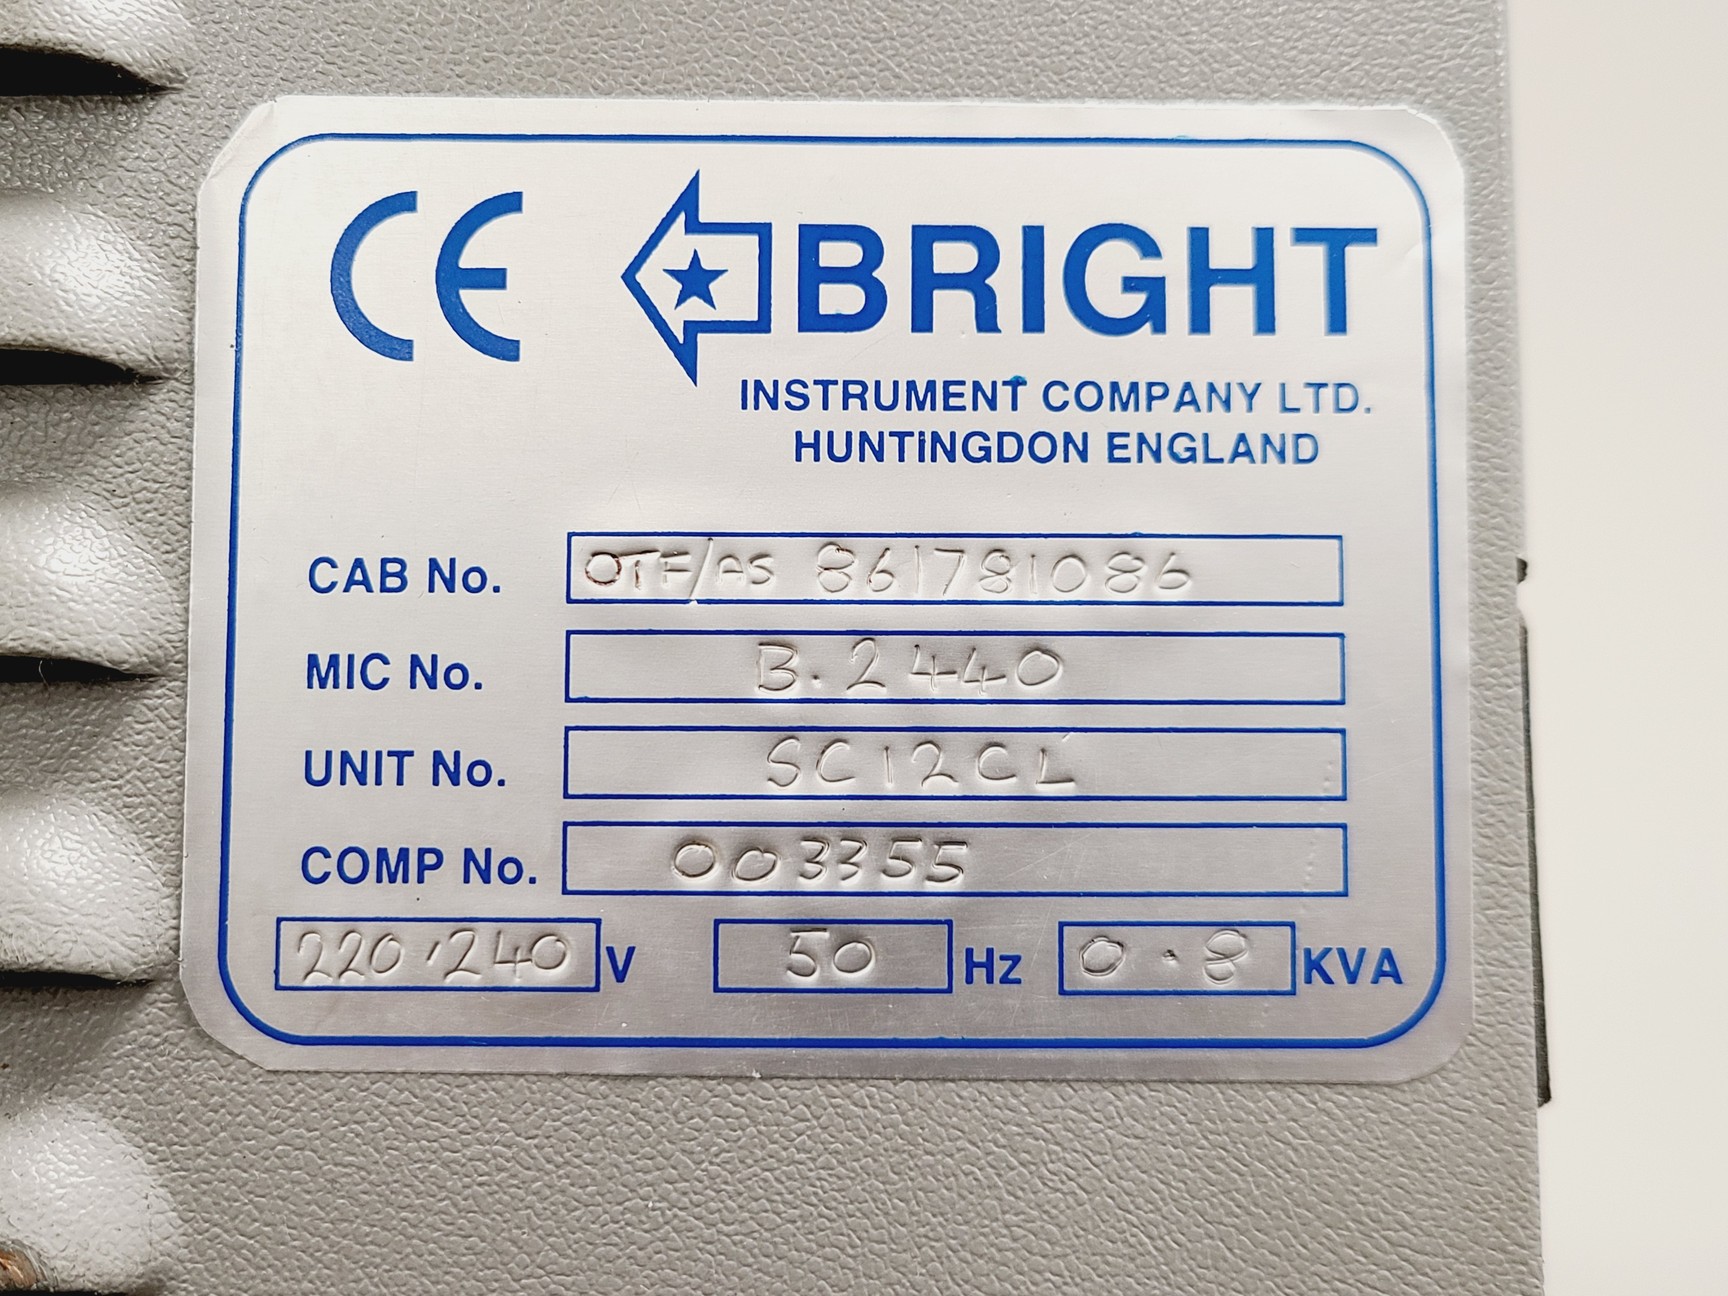 CE BRIGHT
INSTRUMENT COMPANY LTD.
HUNTINGDON ENGLAND
CAB No. OTF/AS 861781086
MIC No. B.2440
UNIT No. SC12CL
COMP No. 003355
220/240 V 50 Hz 0.8 KVA